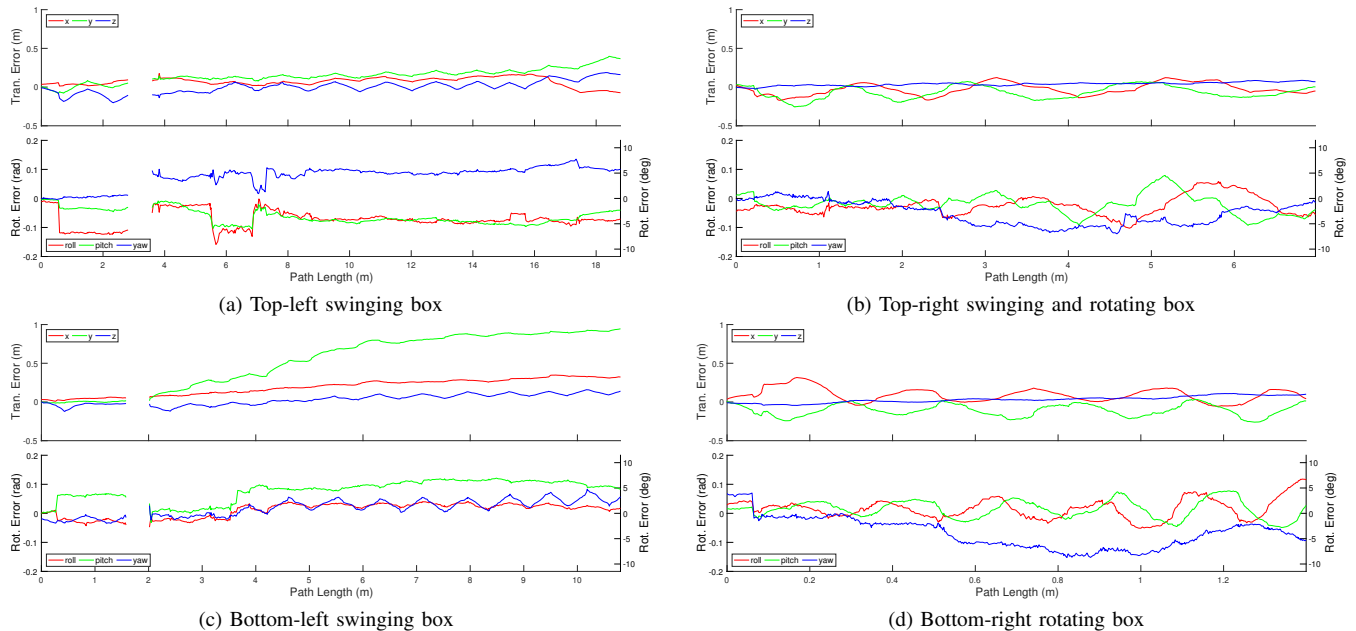 1
x y z
0.5
0
-0.5
Tran. Error (m)
0.2
0.1
0
-0.1
-0.2
Rot. Error (rad)
10
5
0
-5
-10
Rot. Error (deg)
roll pitch yaw
0 2 4 6 8 10 12 14 16 18
Path Length (m)
(a) Top-left swinging box
1
x y z
0.5
0
-0.5
Tran. Error (m)
0.2
0.1
0
-0.1
-0.2
Rot. Error (rad)
10
5
0
-5
-10
Rot. Error (deg)
roll pitch yaw
0 1 2 3 4 5 6
Path Length (m)
(b) Top-right swinging and rotating box
1
x y z
0.5
0
-0.5
Tran. Error (m)
0.2
0.1
0
-0.1
-0.2
Rot. Error (rad)
10
5
0
-5
-10
Rot. Error (deg)
roll pitch yaw
0 1 2 3 4 5 6 7 8 9 10
Path Length (m)
(c) Bottom-left swinging box
1
x y z
0.5
0
-0.5
Tran. Error (m)
0.2
0.1
0
-0.1
-0.2
Rot. Error (rad)
10
5
0
-5
-10
Rot. Error (deg)
roll pitch yaw
0 0.2 0.4 0.6 0.8 1 1.2
Path Length (m)
(d) Bottom-right rotating box